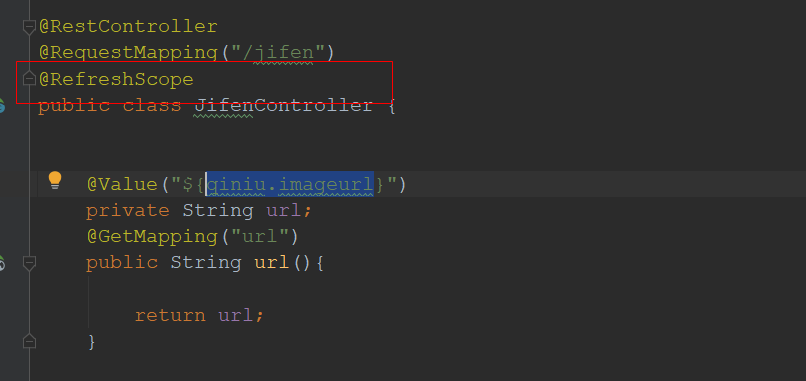 @RestController
@RequestMapping("/jifen")
@RefreshScope
public class JifenController {
@Value("${qiniu.imageurl}")
private String url;
@GetMapping("url")
public String url(){
return url;
}